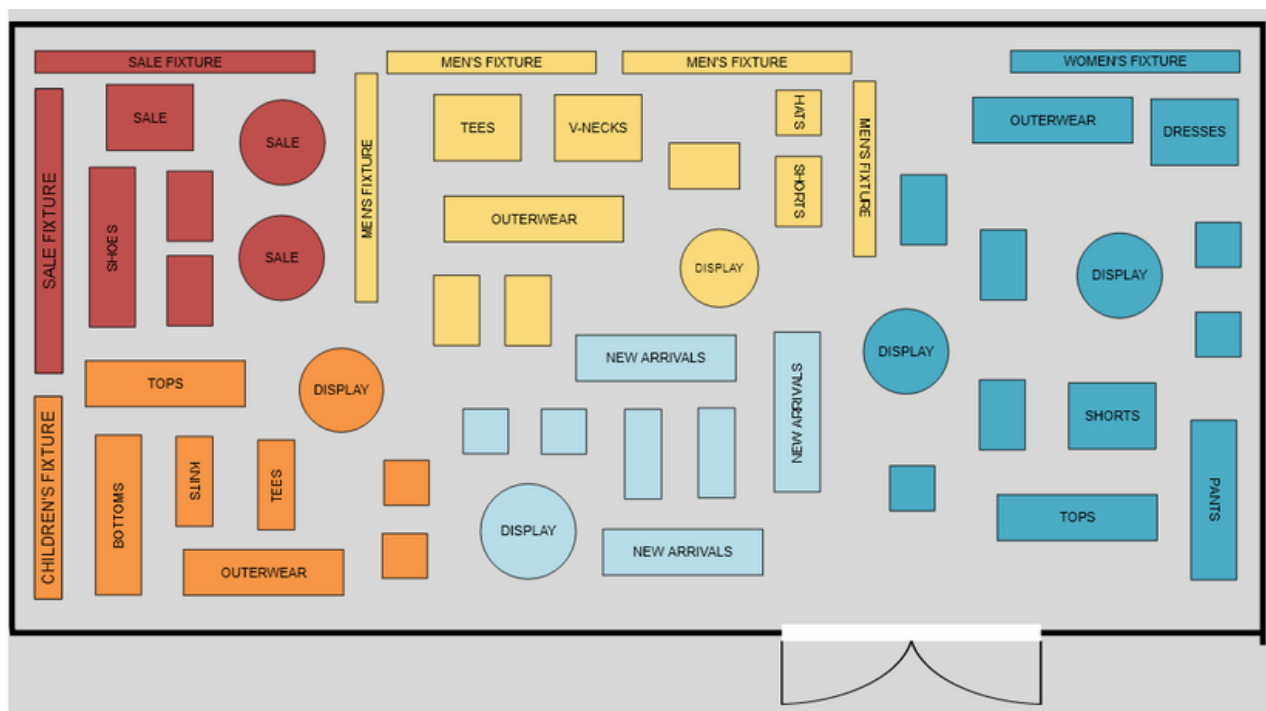 SALE FIXTURE
MEN'S FIXTURE
MEN'S FIXTURE
WOMEN'S FIXTURE
SALE FIXTURE
SALE
SALE
SHOES
SALE
MEN'S FIXTURE
TEES
V-NECKS
HATS
SHORTS
OUTERWEAR
DISPLAY
MEN'S FIXTURE
OUTERWEAR
DRESSES
DISPLAY
DISPLAY
SHORTS
TOPS
PANTS
NEW ARRIVALS
NEW ARRIVALS
DISPLAY
NEW ARRIVALS
CHILDREN'S FIXTURE
TOPS
DISPLAY
BOTTOMS
KNITS
TEES
OUTERWEAR